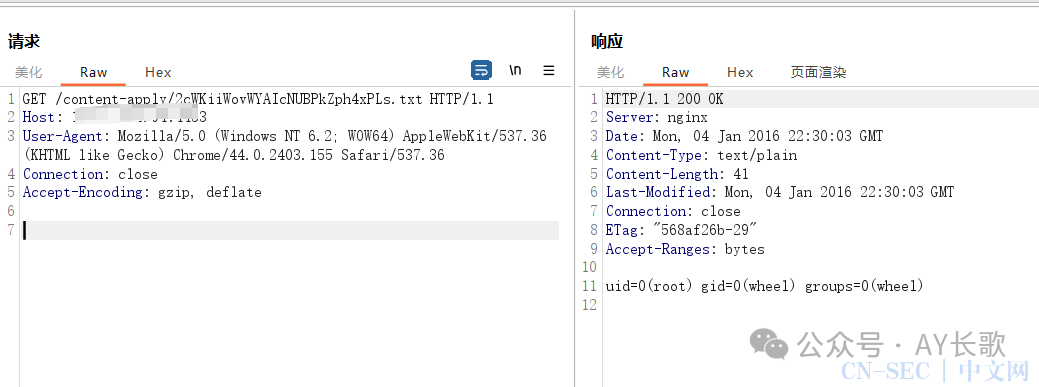 请求
美化 Raw Hex \n
1 GET /content-apply/2cWKiiWovWYAIcNUBPkZph4xPLs.txt HTTP/1.1
2 Host:
3 User-Agent: Mozilla/5.0 (Windows NT 6.2; WOW64) AppleWebKit/537.36
(KHTML like Gecko) Chrome/44.0.2403.155 Safari/537.36
4 Connection: close
5 Accept-Encoding: gzip, deflate
6
7
响应
美化 Raw Hex 页面渲染
1 HTTP/1.1 200 OK
2 Server: nginx
3 Date: Mon, 04 Jan 2016 22:30:03 GMT
4 Content-Type: text/plain
5 Content-Length: 41
6 Last-Modified: Mon, 04 Jan 2016 22:30:03 GMT
7 Connection: close
8 ETag: "568af26b-29"
9 Accept-Ranges: bytes
10
11 uid=0(root) gid=0(wheel) groups=0(wheel)
12
公众号 · AY长歌
CN-SEC | 中文网